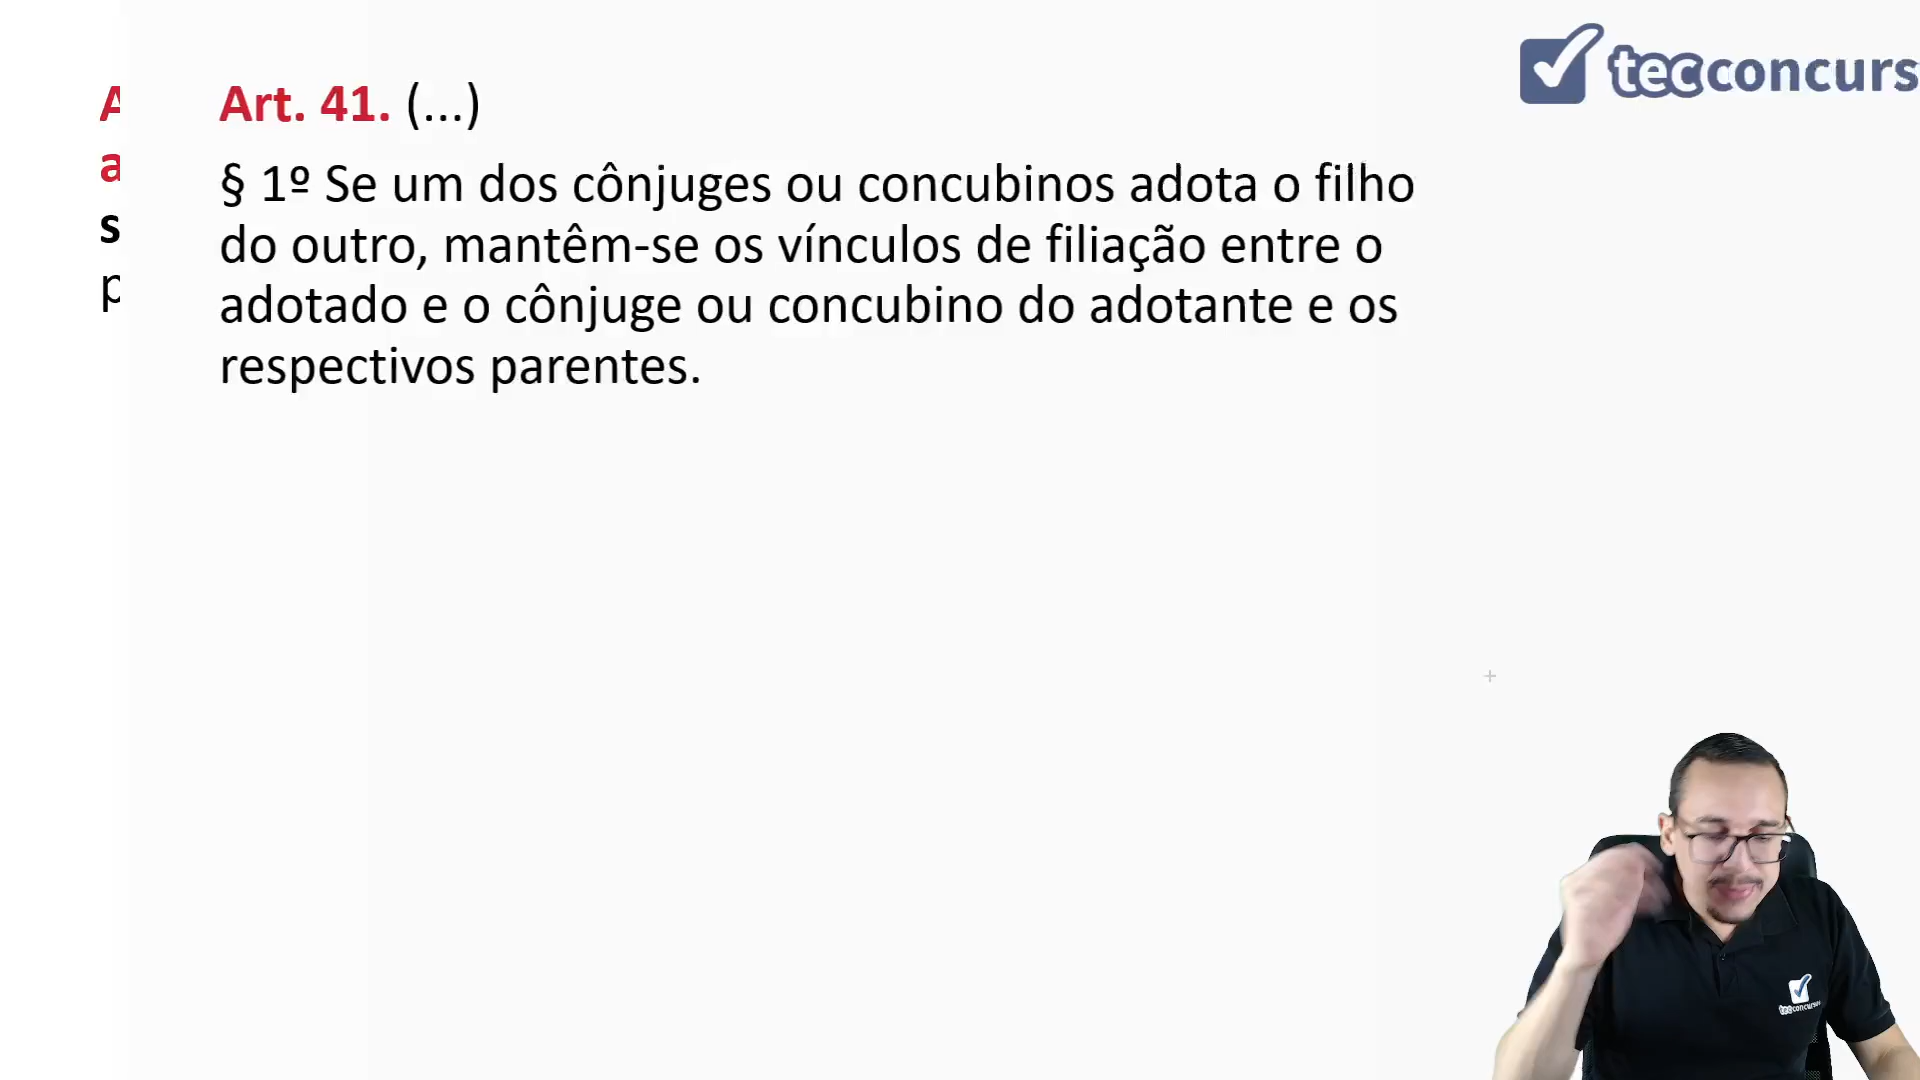 tecconcurs
Art. 41. (...)
§ 1º Se um dos cônjuges ou concubinos adota o filho
do outro, mantêm-se os vínculos de filiação entre o
adotado e o cônjuge ou concubino do adotante e os
respectivos parentes.
A
a
s
p
tecconcursos